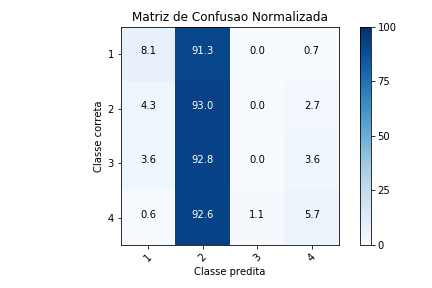 Matriz de Confusao Normalizada
Classe correta
1 8.1 91.3 0.0 0.7
2 4.3 93.0 0.0 2.7
3 3.6 92.8 0.0 3.6
4 0.6 92.6 1.1 5.7
1 2 3 4
Classe predita
100
75
50
25
0